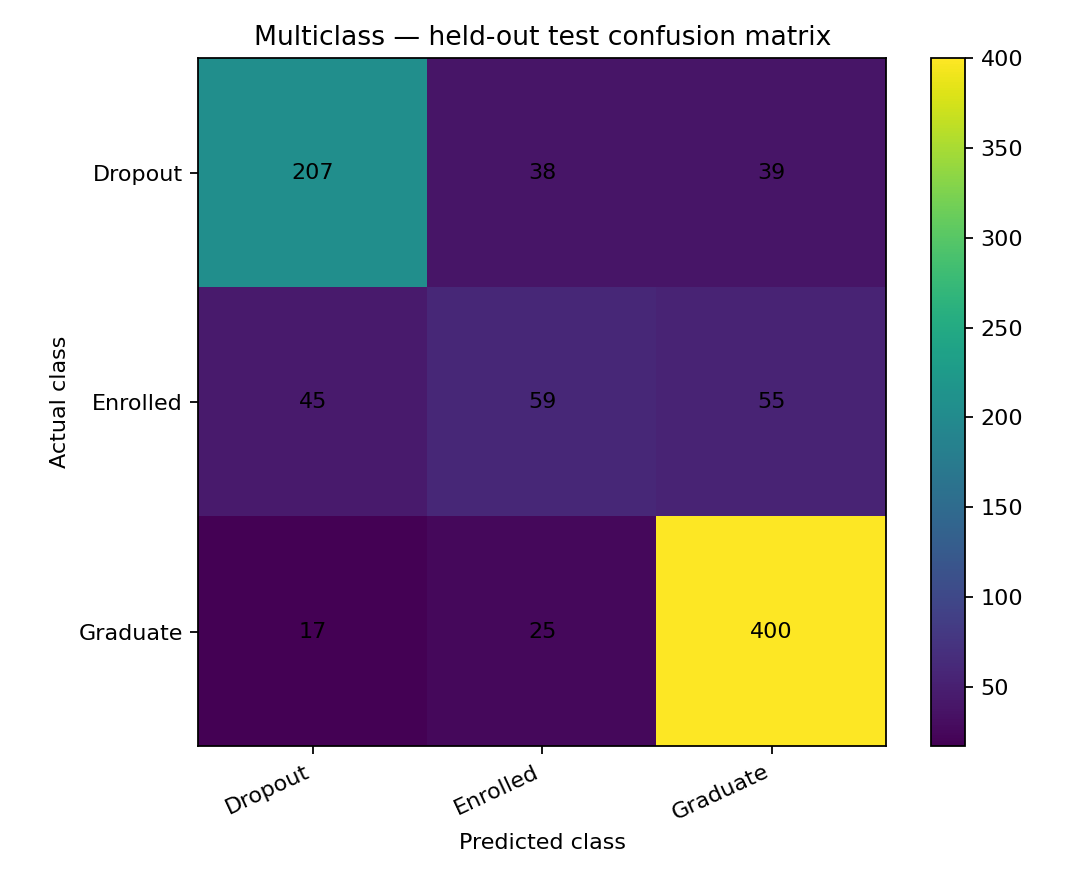 Multiclass — held-out test confusion matrix
Actual class
Dropout 207 38 39
Enrolled 45 59 55
Graduate 17 25 400
Dropout Enrolled Graduate
Predicted class
400
350
300
250
200
150
100
50